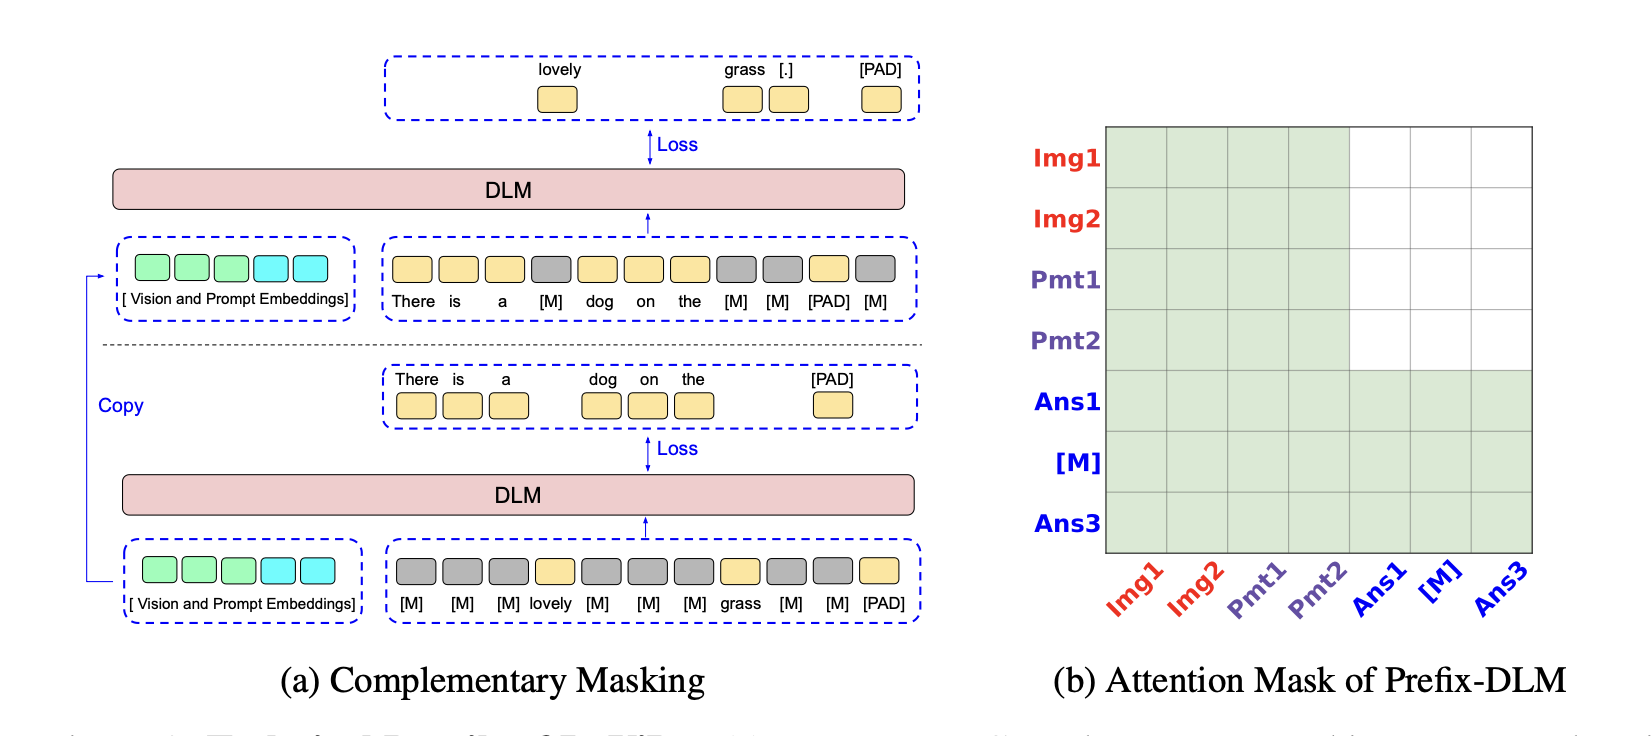 lovely grass [.] [PAD]
Loss
DLM
[ Vision and Prompt Embeddings]
There is a [M] dog on the [M] [M] [PAD] [M]
Copy
There is a dog on the [PAD]
Loss
DLM
[ Vision and Prompt Embeddings]
[M] [M] [M] lovely [M] [M] [M] grass [M] [M] [PAD]
(a) Complementary Masking
Img1
Img2
Pmt1
Pmt2
Ans1
[M]
Ans3
Img1 Img2 Pmt1 Pmt2 Ans1 [M] Ans3
(b) Attention Mask of Prefix-DLM